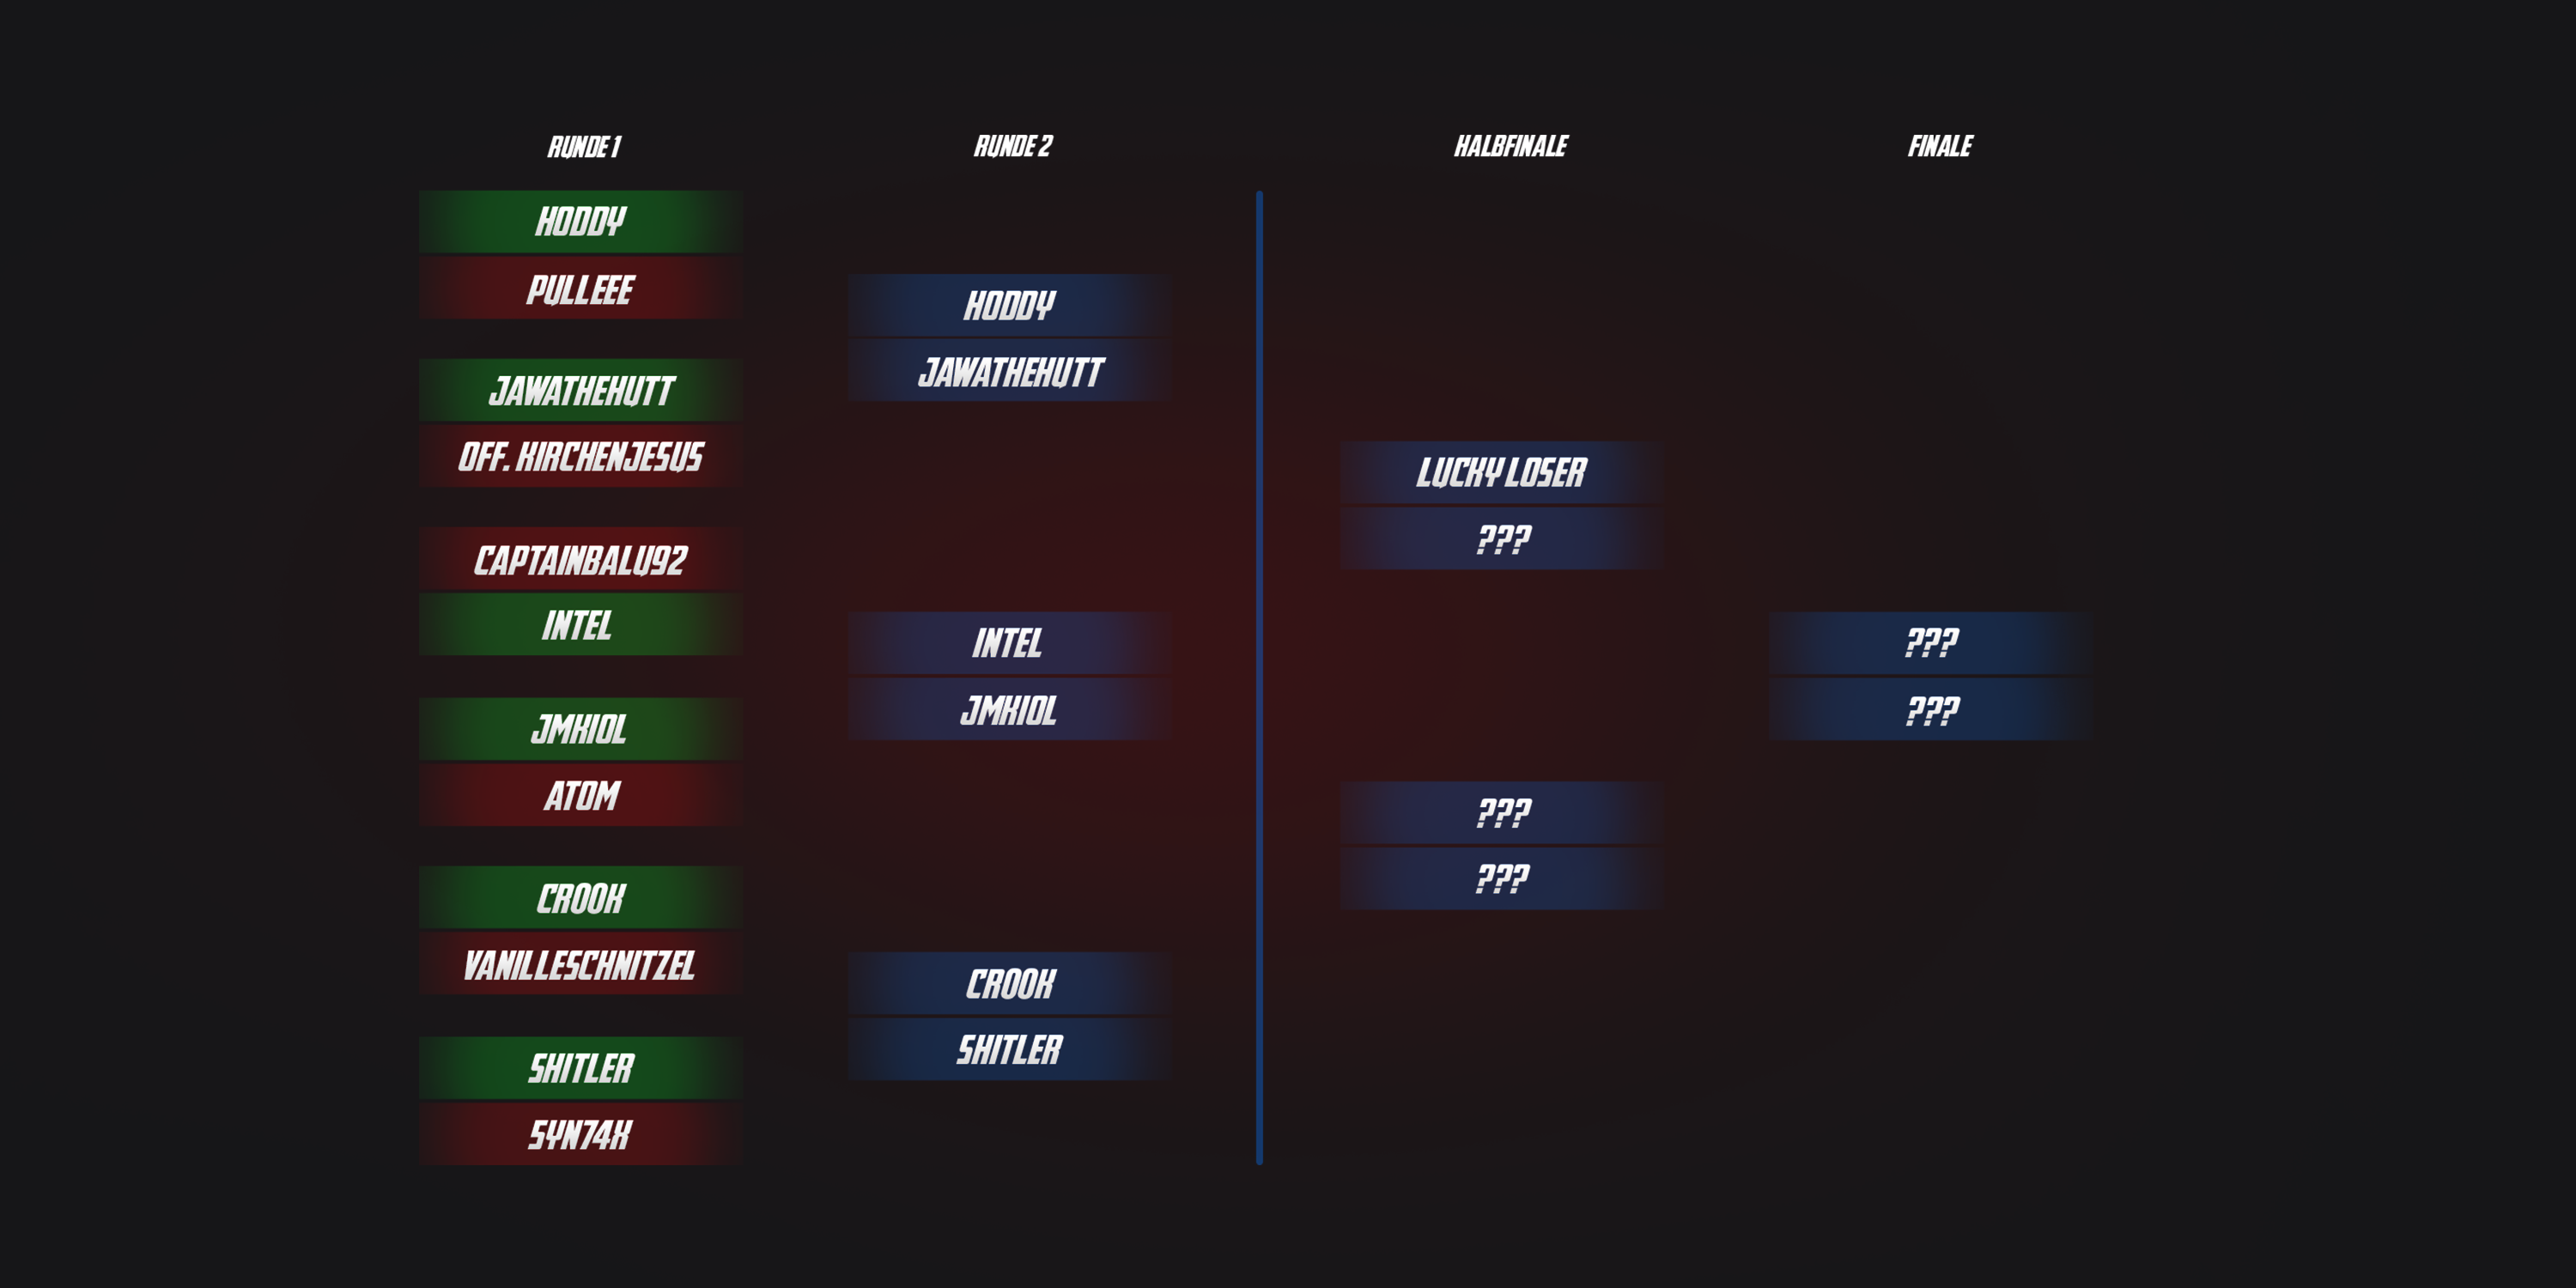 RUNDE 1
HODDY
PULLEEE
JAWATHEHUTT
OFF. KIRCHENJESUS
CAPTAINBALU92
INTEL
JMKIOL
ATOM
CROOK
VANILLESCHNITZEL
SHITLER
5YN74X
RUNDE 2
HODDY
JAWATHEHUTT
INTEL
JMKIOL
CROOK
SHITLER
HALBFINALE
LUCKY LOSER
???
???
???
FINALE
???
???